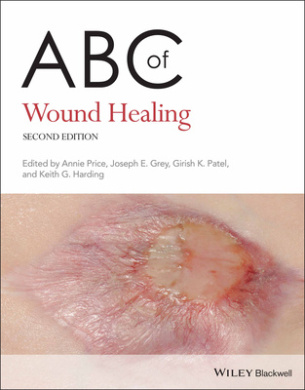 ABC of
Wound Healing
SECOND EDITION
Edited by Annie Price, Joseph E. Grey, Girish K. Patel,
and Keith G. Harding
WILEY Blackwell